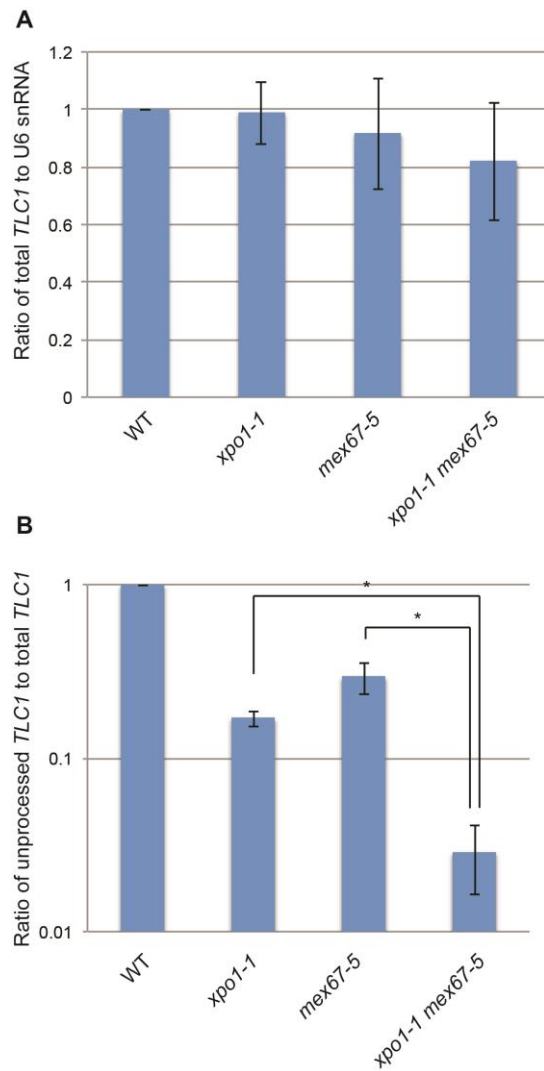 A
Ratio of total TLC1 to U6 snRNA
1.2
1
0.8
0.6
0.4
0.2
0
WT
xpo1-1
mex67-5
xpo1-1 mex67-5
B
Ratio of unprocessed TLC1 to total TLC1
1
0.1
0.01
*
*
WT
xpo1-1
mex67-5
xpo1-1 mex67-5